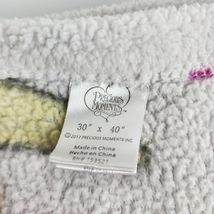 PRECIOUS
MOMENTS
30" x 40"
©2017 PRECIOUS MOMENTS INC
Made in China
Hecho en China